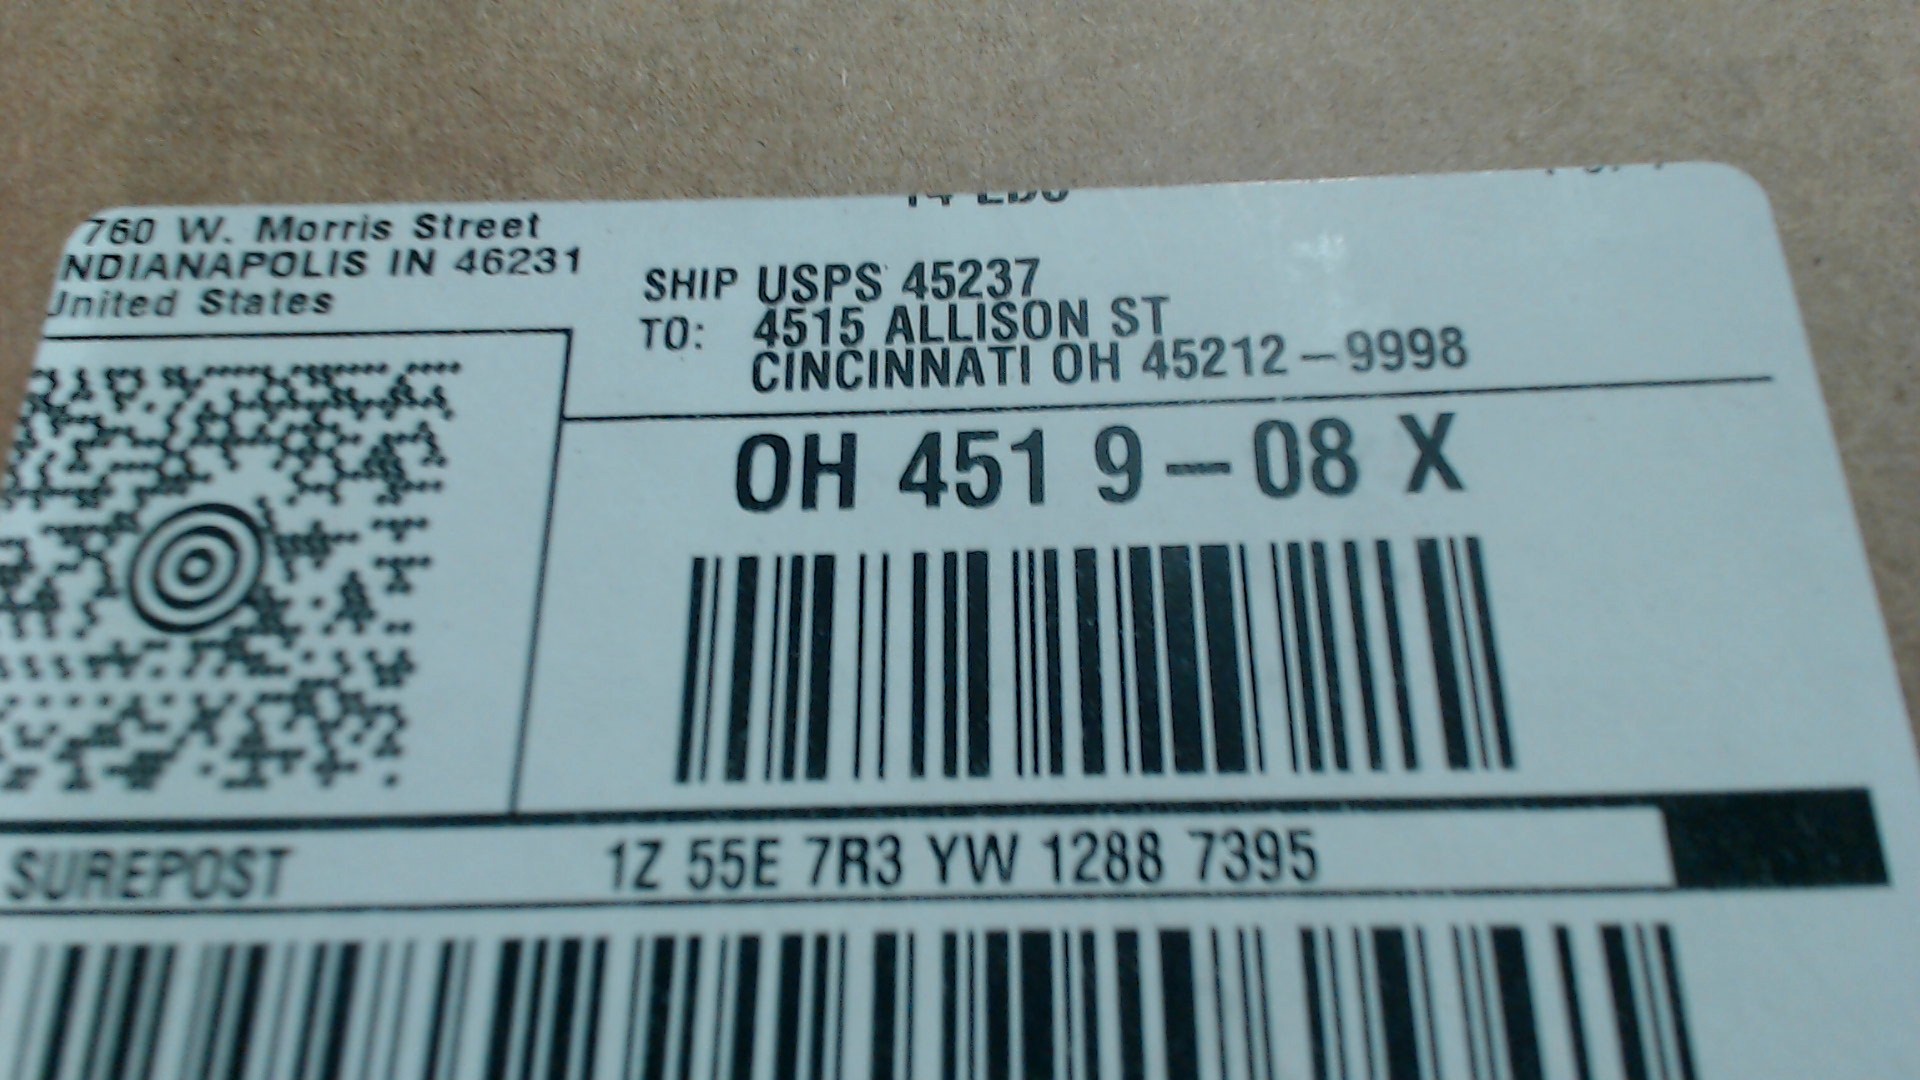 760 W. Morris Street
NDIANAPOLIS IN 46231
United States
SHIP TO:
USPS 45237
4515 ALLISON ST
CINCINNATI OH 45212-9998
OH 451 9-08 X
SUREPOST
1Z 55E 7R3 YW 1288 7395